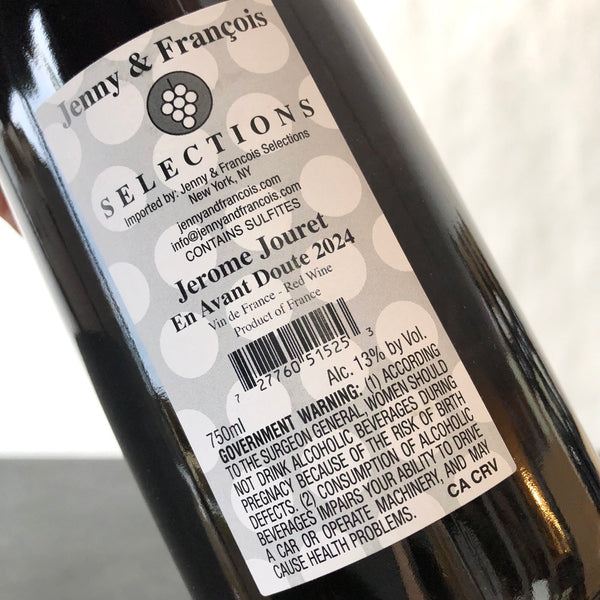 Jenny & François
SELECTIONS
Imported by: Jenny & Francois Selections
New York, NY
jennyandfrancois.com
info@jennyandfrancois.com
CONTAINS SULFITES
Jerome Jouret
En Avant Doute 2024
Vin de France - Red Wine
Product of France
7 27760 51525 3
750ml Alc. 13% by Vol.
GOVERNMENT WARNING: (1) ACCORDING
TO THE SURGEON GENERAL, WOMEN SHOULD
NOT DRINK ALCOHOLIC BEVERAGES DURING
PREGNANCY BECAUSE OF THE RISK OF BIRTH
DEFECTS. (2) CONSUMPTION OF ALCOHOLIC
BEVERAGES IMPAIRS YOUR ABILITY TO DRIVE
A CAR OR OPERATE MACHINERY, AND MAY
CAUSE HEALTH PROBLEMS. CA CRV